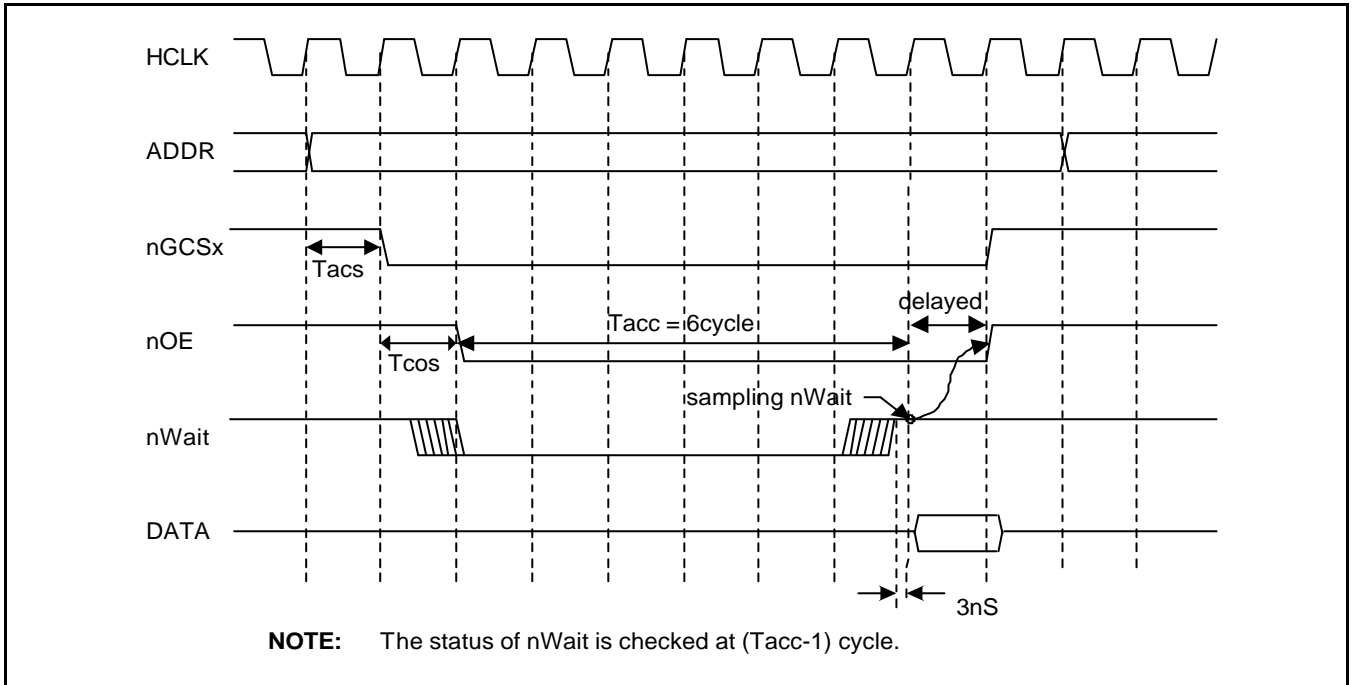 HCLK
ADDR
nGCSx
Tacs
delayed
nOE
Tacc = 6cycle
Tcos
sampling nWait
nWait
DATA
3nS
NOTE: The status of nWait is checked at (Tacc-1) cycle.